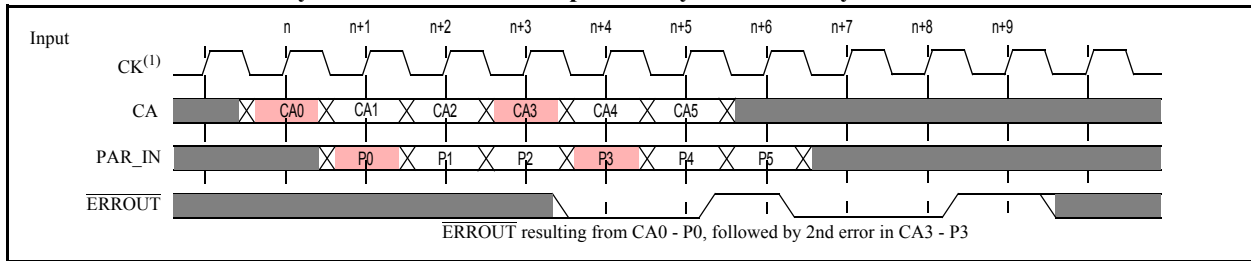 Input
n n+1 n+2 n+3 n+4 n+5 n+6 n+7 n+8 n+9
CK(1)
CA CA0 CA1 CA2 CA3 CA4 CA5
PAR_IN P0 P1 P2 P3 P4 P5
ERROUT
ERROUT resulting from CA0 - P0, followed by 2nd error in CA3 - P3